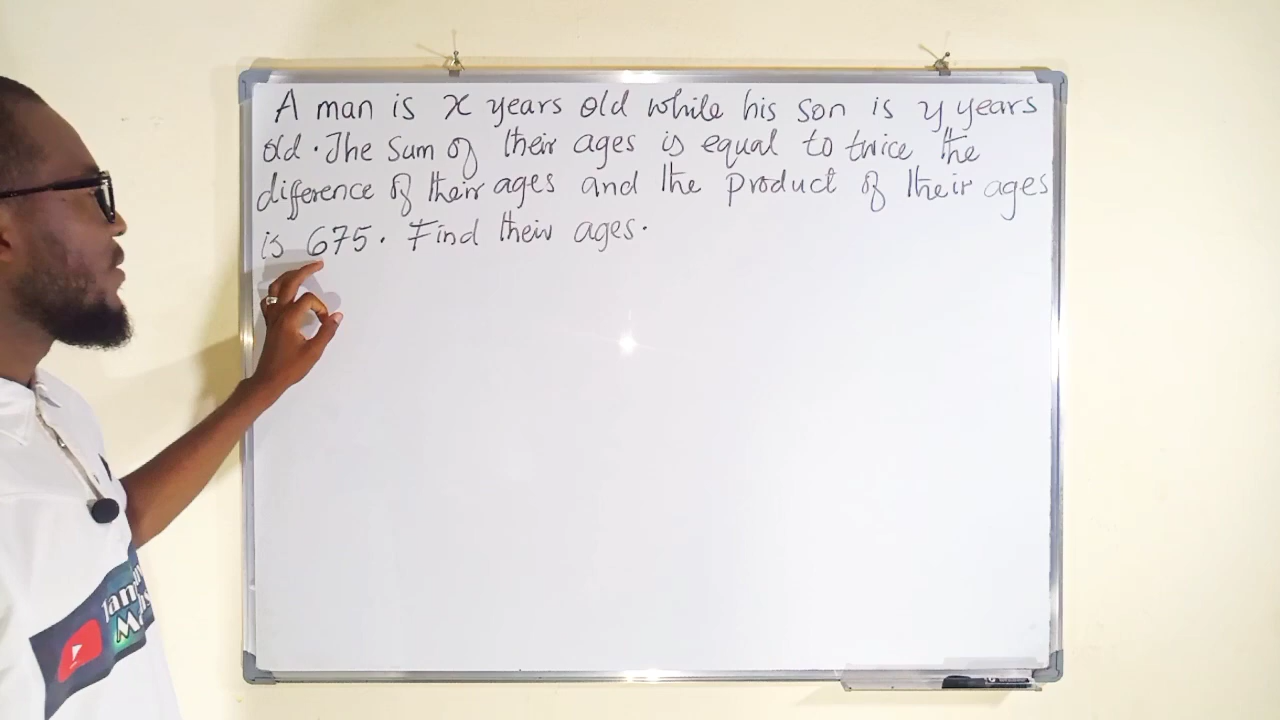 A man is x years old while his son is y years
old. The sum of their ages is equal to twice the
difference of their ages and the product of their ages
is 675. Find their ages.